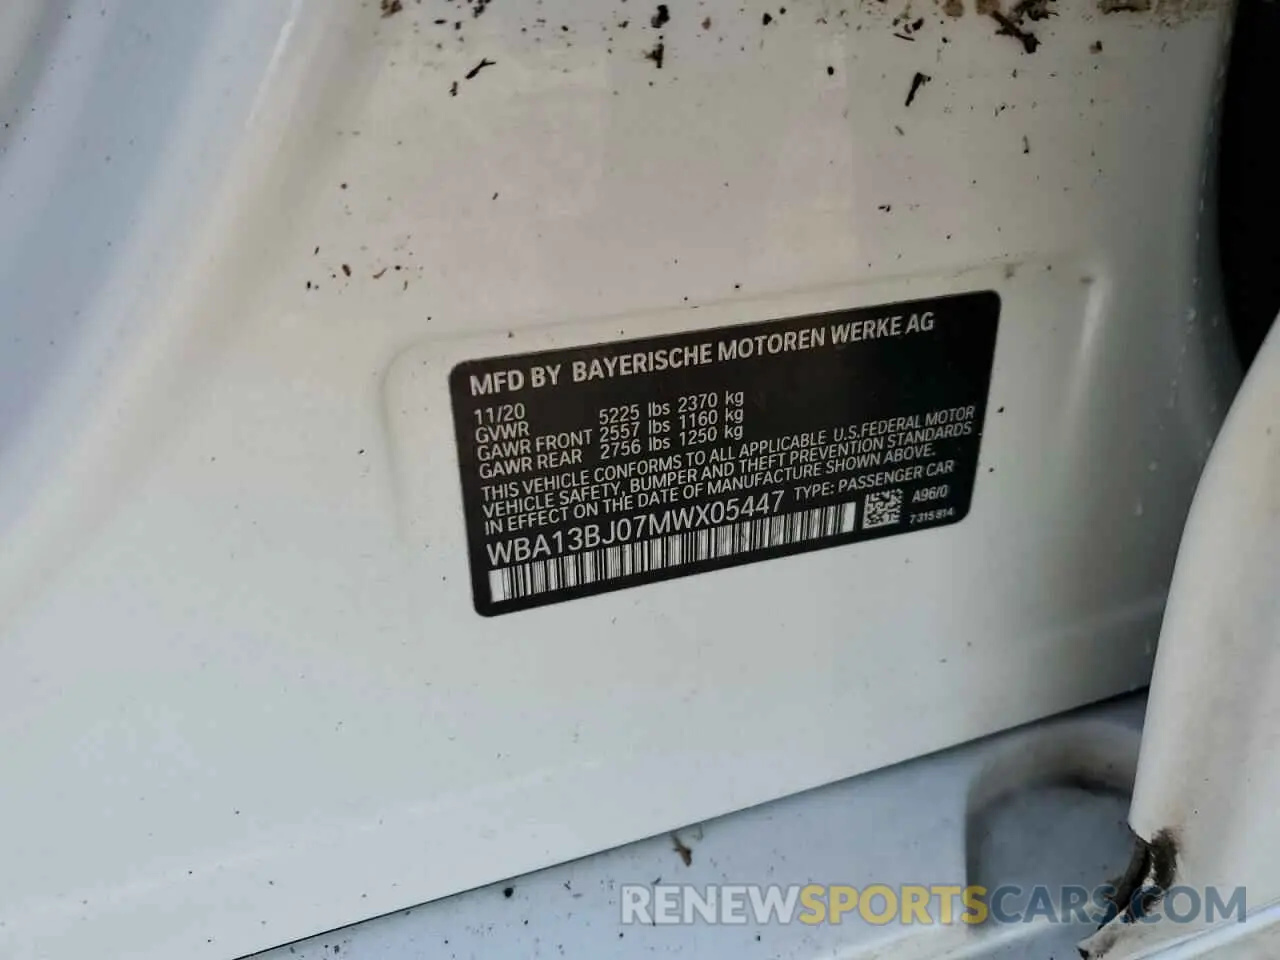 MFD BY BAYERISCHE MOTOREN WERKE AG
11/20
GVWR 5225 lbs 2370 kg
GAWR FRONT 2557 lbs 1160 kg
GAWR REAR 2756 lbs 1250 kg
THIS VEHICLE CONFORMS TO ALL APPLICABLE U.S.FEDERAL MOTOR
VEHICLE SAFETY, BUMPER AND THEFT PREVENTION STANDARDS
IN EFFECT ON THE DATE OF MANUFACTURE SHOWN ABOVE.
WBA13BJ07MWX05447 TYPE: PASSENGER CAR
A96/0
7315814
RENEWSPORTSCARS.COM